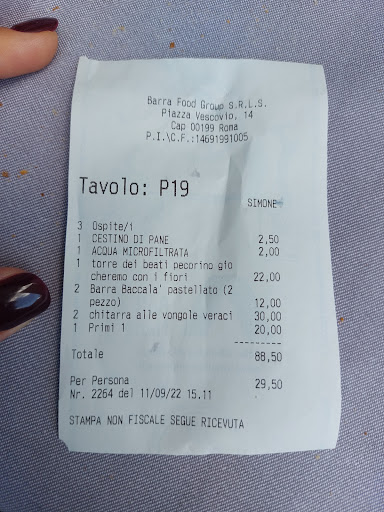 Barra Food Group S.R.L.S.
Piazza Vescovio, 14
Cap 00199 Roma
P.I.\C.F.:14691991005
Tavolo: P19
SIMONE
3 Ospite/i
1 CESTINO DI PANE 2,50
1 ACQUA MICROFILTRATA 2,00
1 torre dei beati pecorino gio
cheremo con i fiori 22,00
2 Barra Baccala' pastellato (2
pezzo) 12,00
2 chitarra alle vongole veraci 30,00
1 Primi 1 20,00
---------
Totale 88,50
Per Persona 29,50
Nr. 2264 del 11/09/22 15.11
STAMPA NON FISCALE SEGUE RICEVUTA